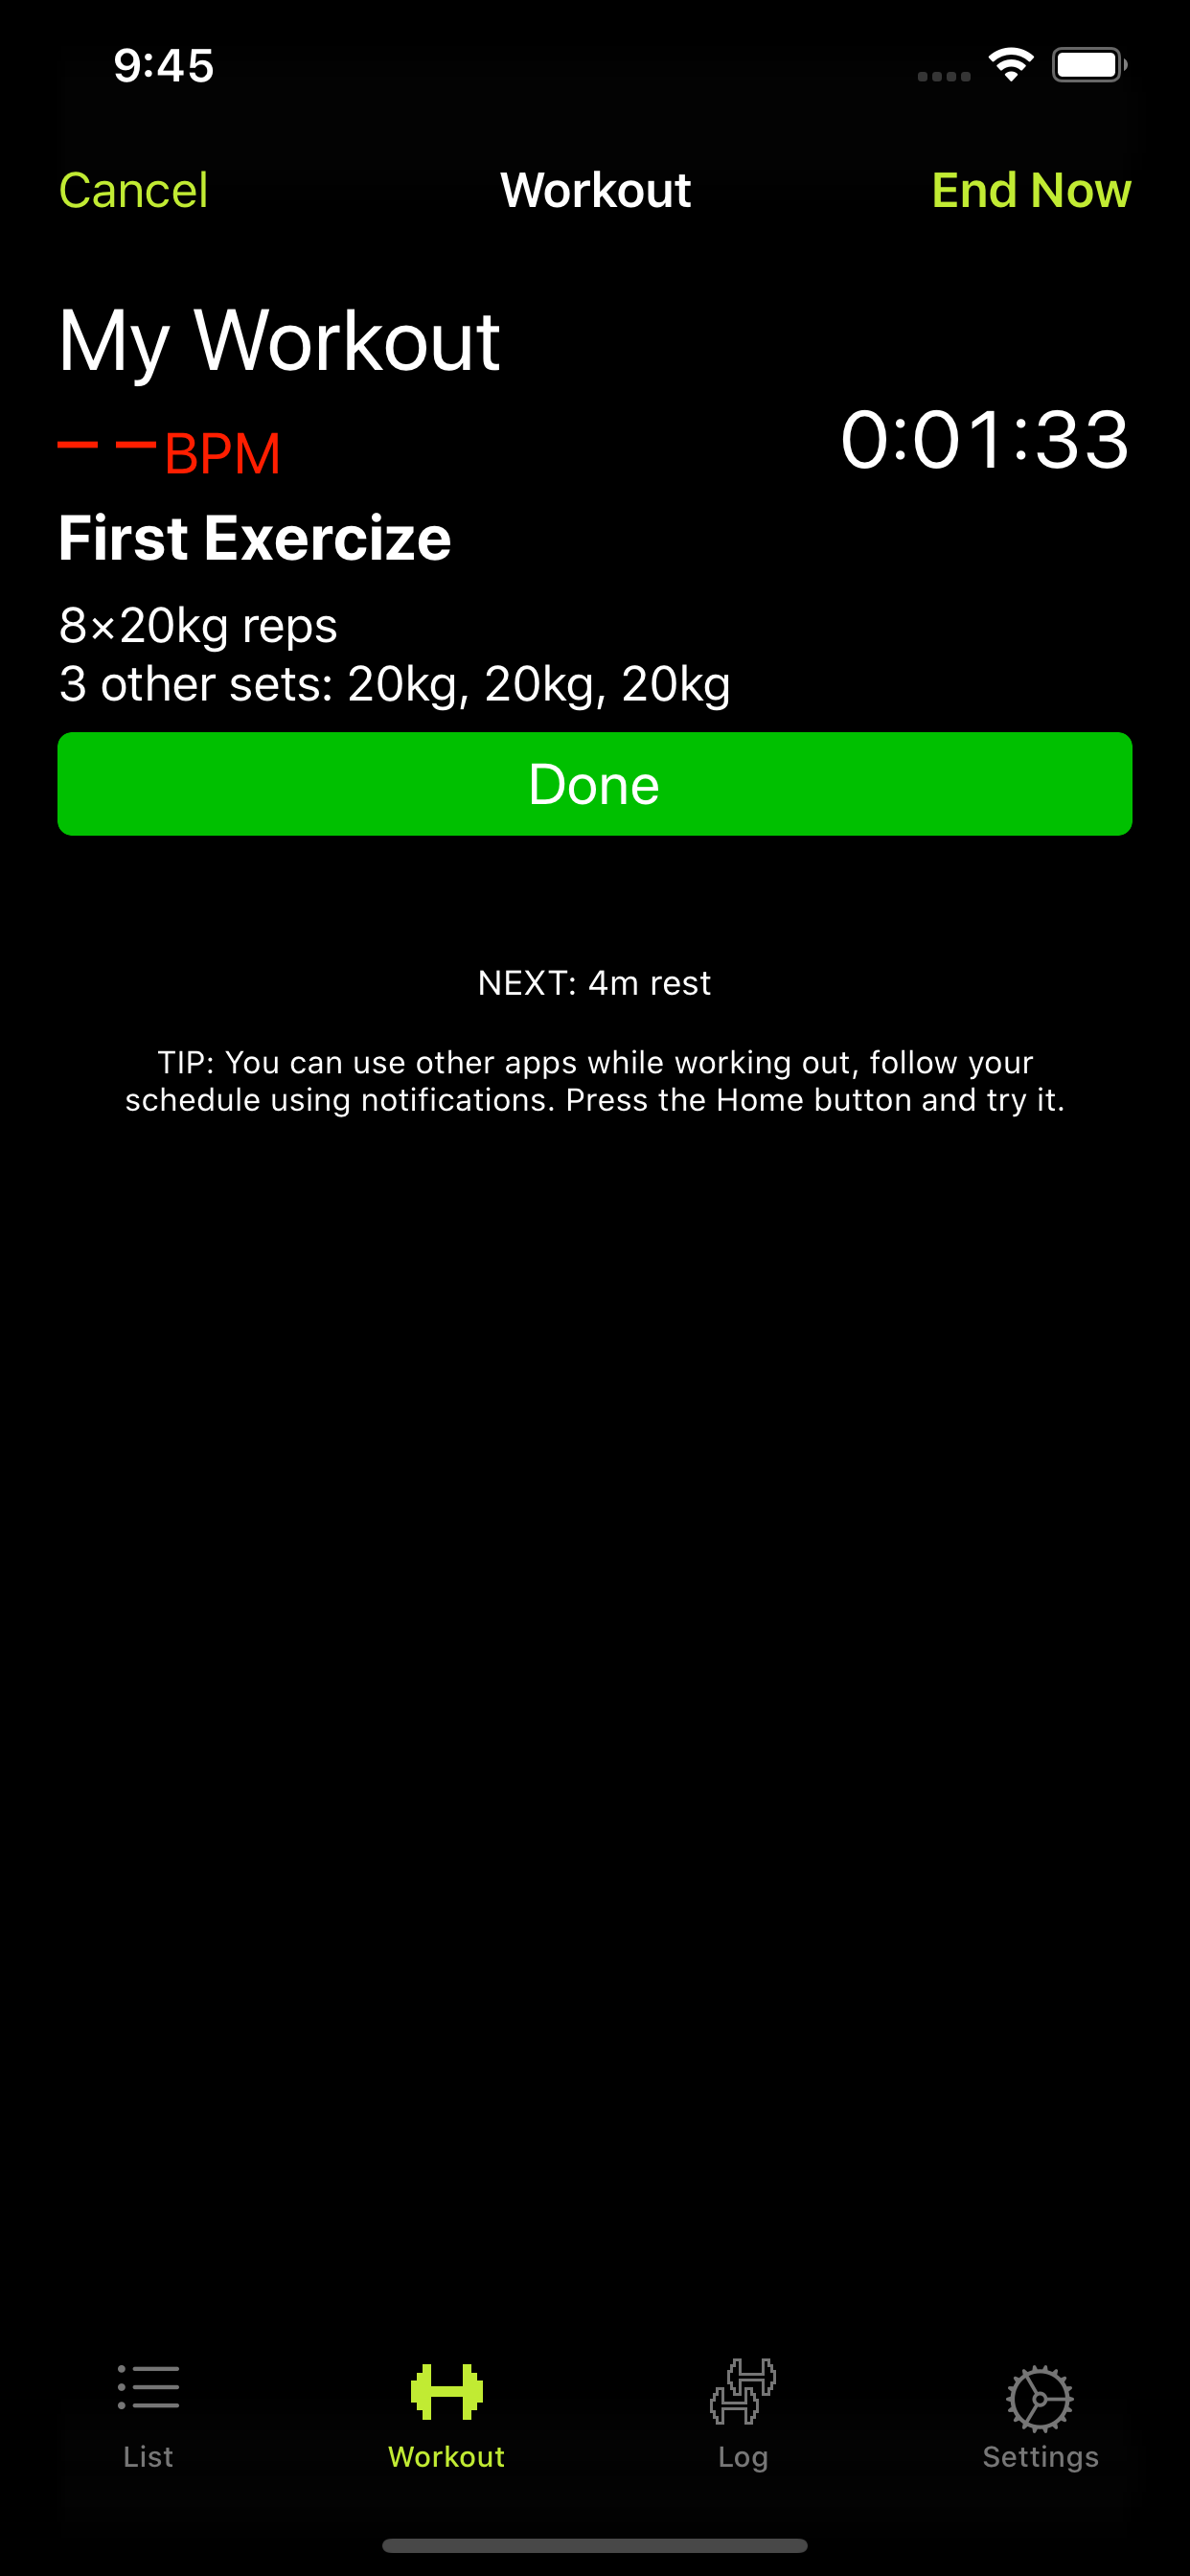 9:45
Cancel Workout End Now
My Workout
– –BPM 0:01:33
First Exercize
8×20kg reps
3 other sets: 20kg, 20kg, 20kg
Done
NEXT: 4m rest
TIP: You can use other apps while working out, follow your
schedule using notifications. Press the Home button and try it.
List Workout Log Settings